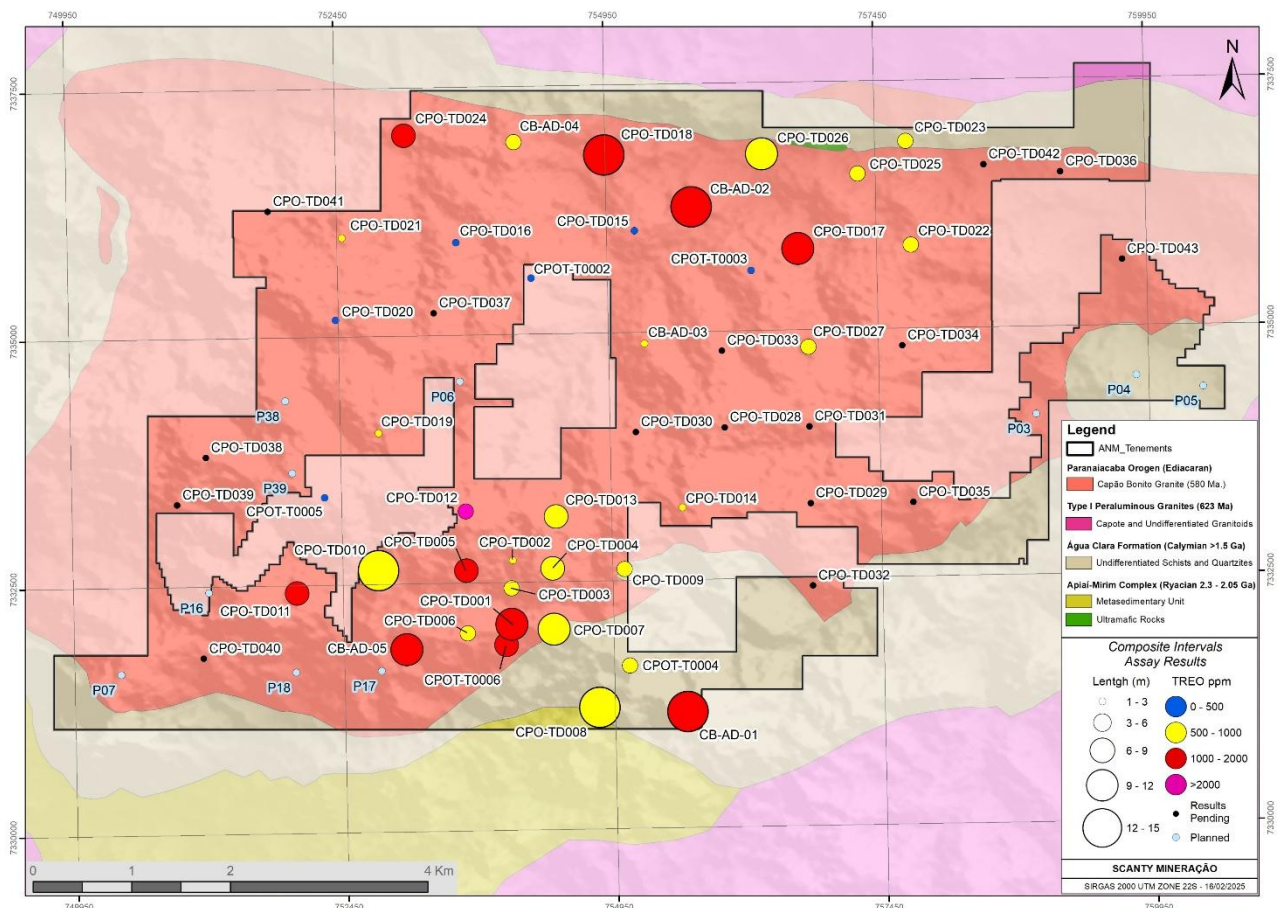 749950
752450
754950
757450
759950
N
7337500
7337500
CPO-TD024
CB-AD-04
CPO-TD018
CPO-TD026
CPO-TD023
CPO-TD042
CPO-TD036
CPO-TD025
CB-AD-02
CPO-TD041
CPO-TD021
CPO-TD016
CPO-TD015
CPO-TD017
CPO-TD022
CPO-TD043
CPOT-T0002
CPOT-T0003
CPO-TD020
CPO-TD037
7335000
7335000
CB-AD-03
CPO-TD033
CPO-TD027
CPO-TD034
P06
P04
P05
P38
P03
CPO-TD019
CPO-TD030
CPO-TD028
CPO-TD031
CPO-TD038
P39
CPO-TD039
CPOT-T0005
CPO-TD012
CPO-TD013
CPO-TD014
CPO-TD029
CPO-TD035
CPO-TD010
CPO-TD005
CPO-TD002
CPO-TD004
7332500
7332500
CPO-TD003
CPO-TD009
CPO-TD032
P16
CPO-TD011
CPO-TD001
CPO-TD006
CPO-TD007
CB-AD-05
CPO-TD040
CPOT-T0006
CPOT-T0004
P07
P18
P17
CPO-TD008
CB-AD-01
7330000
7330000
Legend
ANM_Tenements
Paranaiacaba Orogen (Ediacaran)
Capão Bonito Granite (580 Ma.)
Type I Peraluminous Granites (623 Ma)
Capote and Undifferentiated Granitoids
Água Clara Formation (Calymian >1.5 Ga)
Undifferentiated Schists and Quartzites
Apiaí-Mirim Complex (Ryacian 2.3 - 2.05 Ga)
Metasedimentary Unit
Ultramafic Rocks
Composite Intervals
Assay Results
Lentgh (m)
TREO ppm
1 - 3
0 - 500
3 - 6
500 - 1000
6 - 9
1000 - 2000
9 - 12
>2000
12 - 15
Results
Pending
Planned
SCANTY MINERAÇÃO
SIRGAS 2000 UTM ZONE 22S - 16/02/2025
0
1
2
4 Km
749950
752450
754950
757450
759950